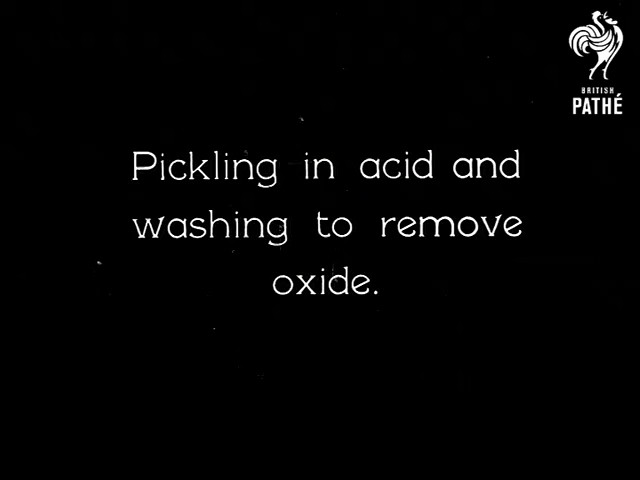 BRITISH
PATHÉ
Pickling in acid and
washing to remove
oxide.